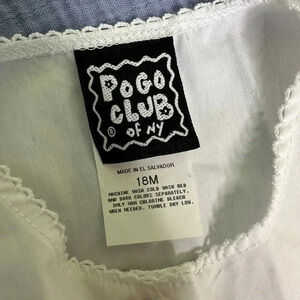 POGO
CLUB
® OF NY
MADE IN EL SALVADOR
18M
MACHINE WASH COLD WASH RED
AND DARK COLORS SEPARATELY.
ONLY NON CHLORINE BLEACH
WHEN NEEDED. TUMBLE DRY LOW.